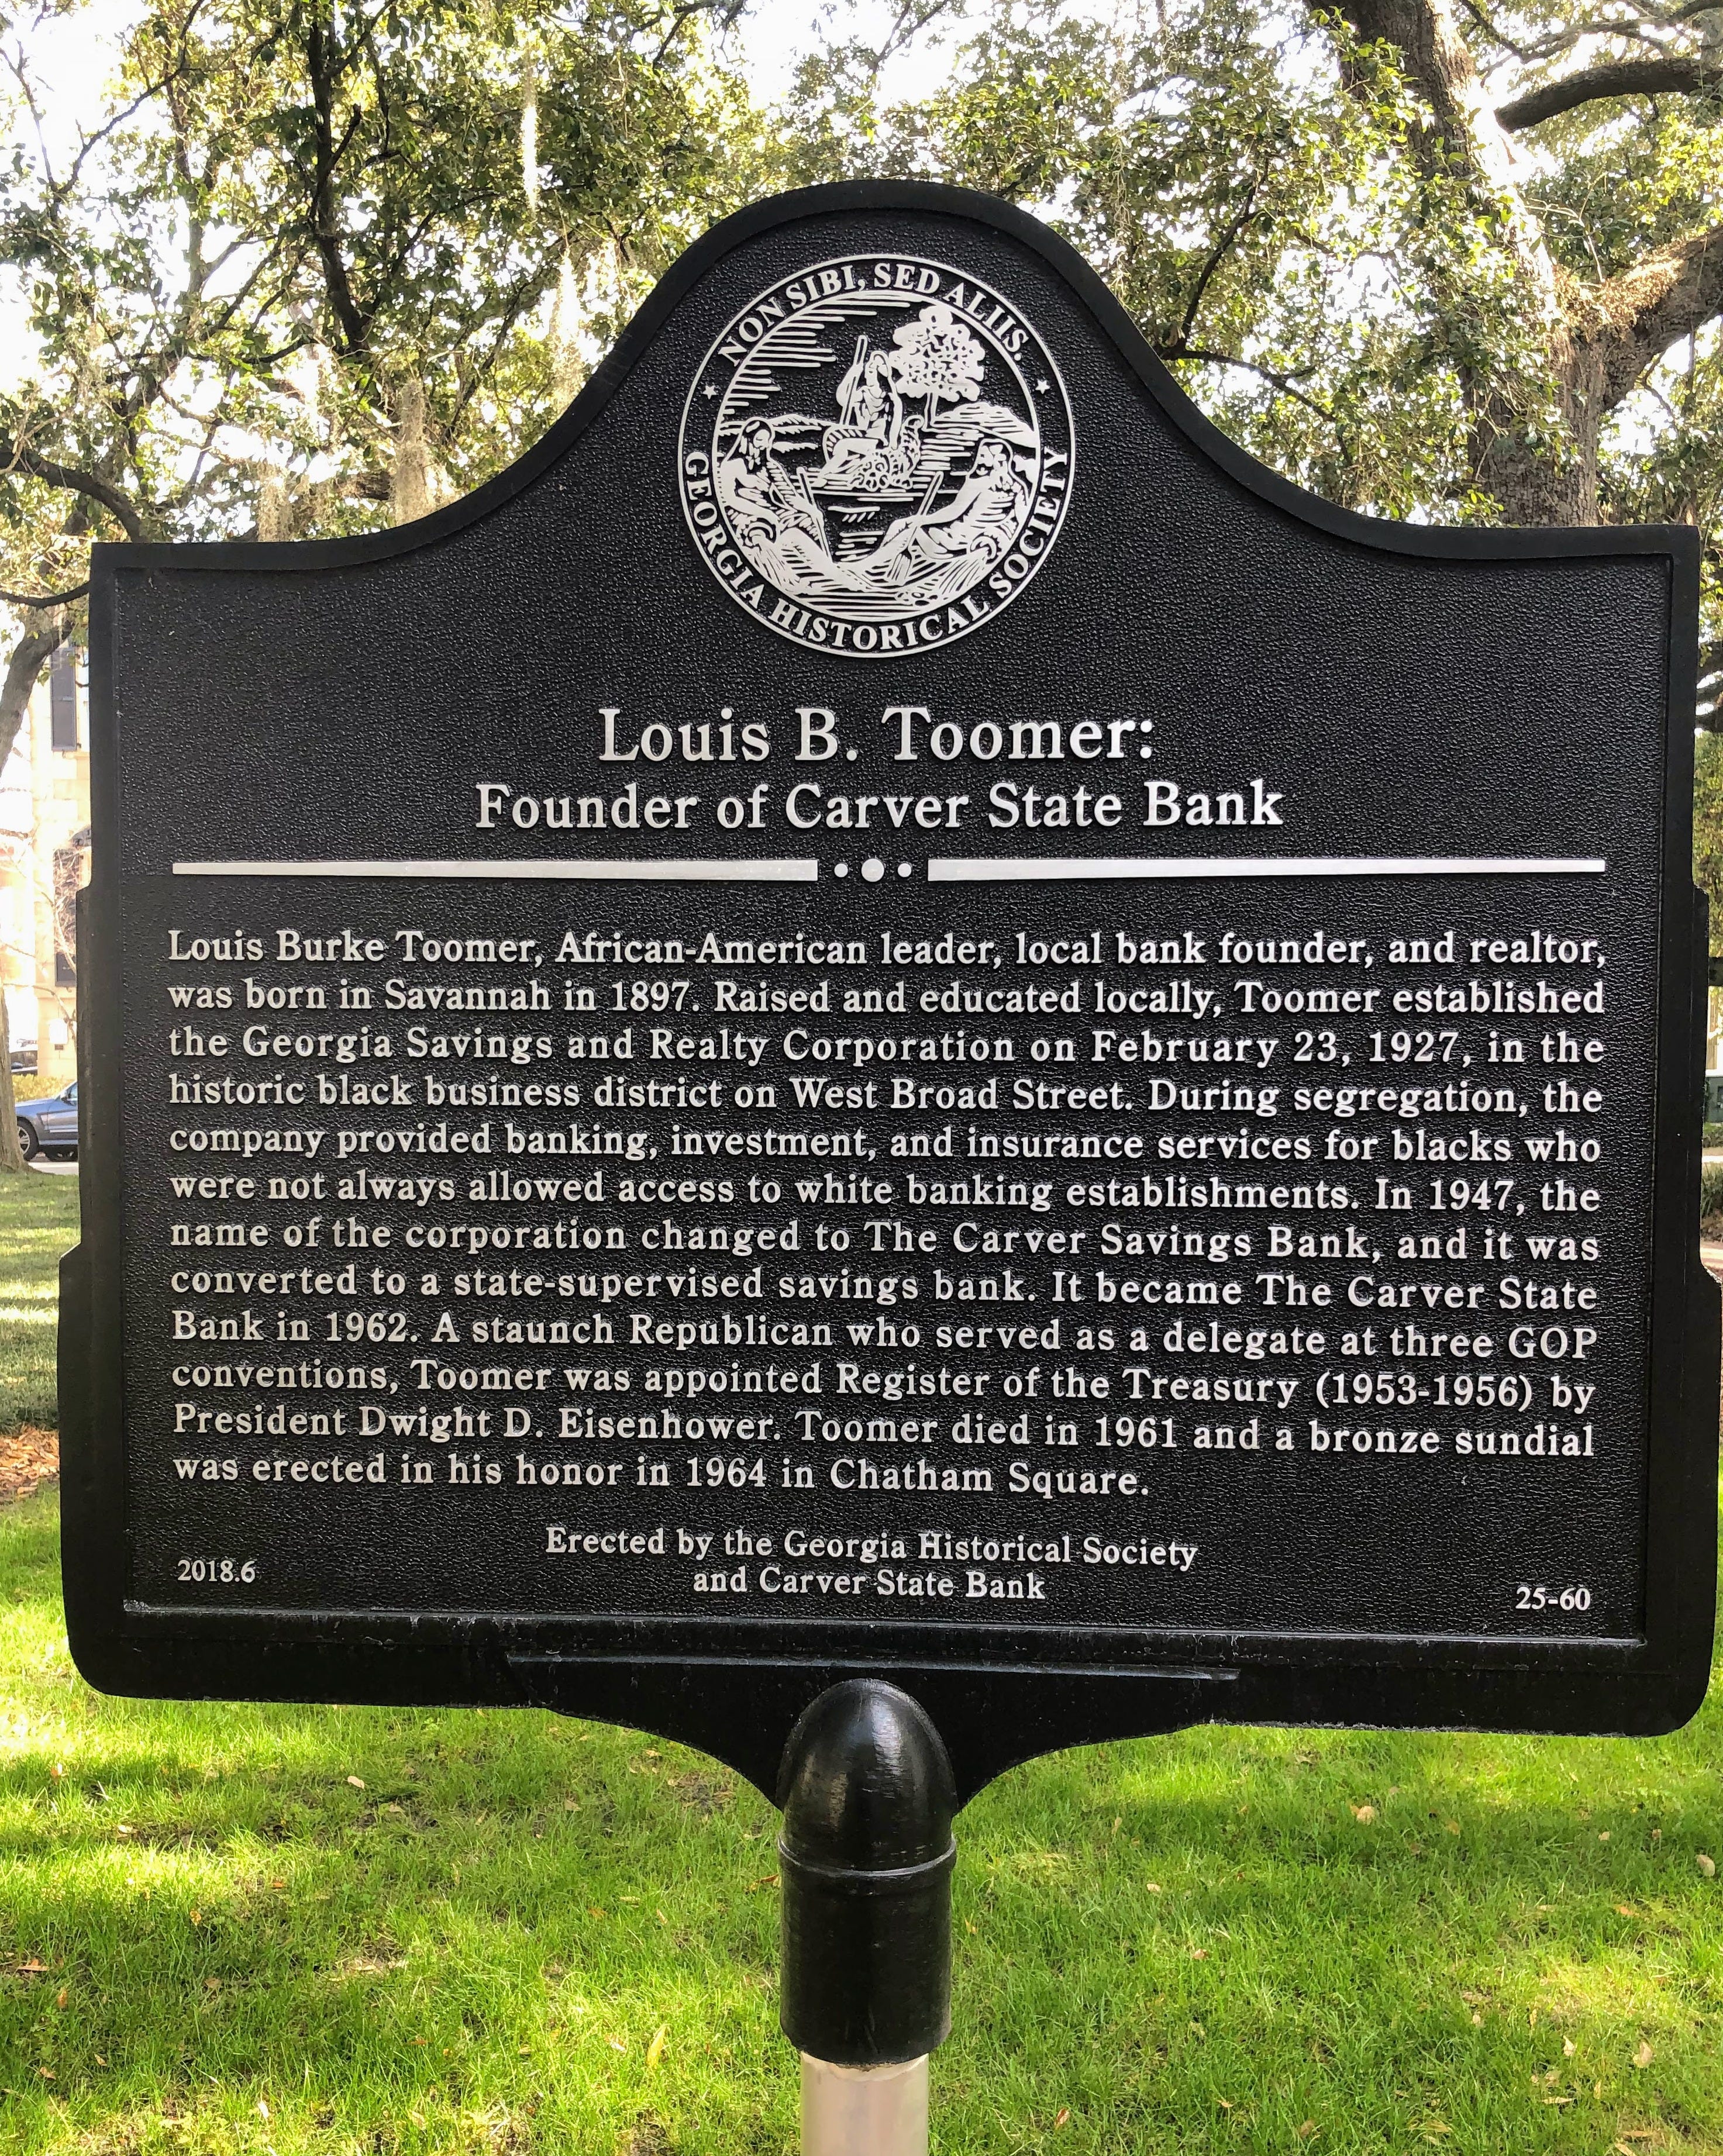 NON SIBI, SED ALIIS.
GEORGIA HISTORICAL SOCIETY
Louis B. Toomer:
Founder of Carver State Bank
Louis Burke Toomer, African-American leader, local bank founder, and realtor,
was born in Savannah in 1897. Raised and educated locally, Toomer established
the Georgia Savings and Realty Corporation on February 23, 1927, in the
historic black business district on West Broad Street. During segregation, the
company provided banking, investment, and insurance services for blacks who
were not always allowed access to white banking establishments. In 1947, the
name of the corporation changed to The Carver Savings Bank, and it was
converted to a state-supervised savings bank. It became The Carver State
Bank in 1962. A staunch Republican who served as a delegate at three GOP
conventions, Toomer was appointed Register of the Treasury (1953-1956) by
President Dwight D. Eisenhower. Toomer died in 1961 and a bronze sundial
was erected in his honor in 1964 in Chatham Square.
Erected by the Georgia Historical Society
and Carver State Bank
2018.6
25-60